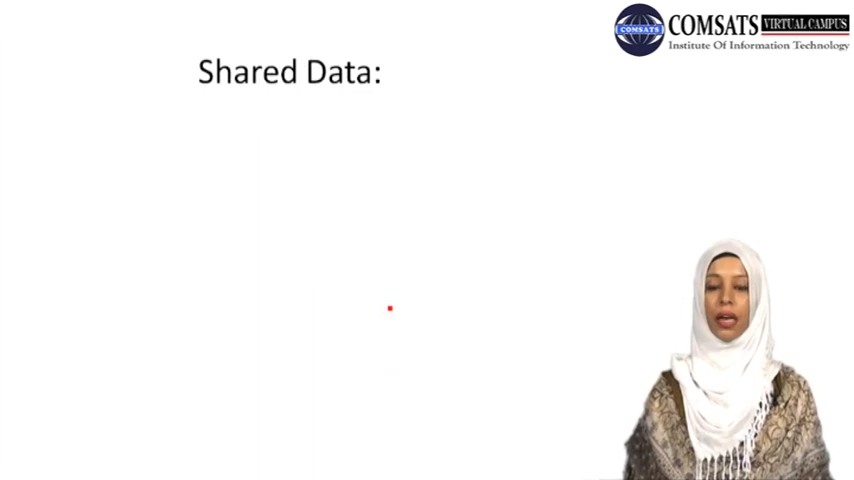 COMSATS VIRTUAL CAMPUS
Institute Of Information Technology
COMSATS
Shared Data: